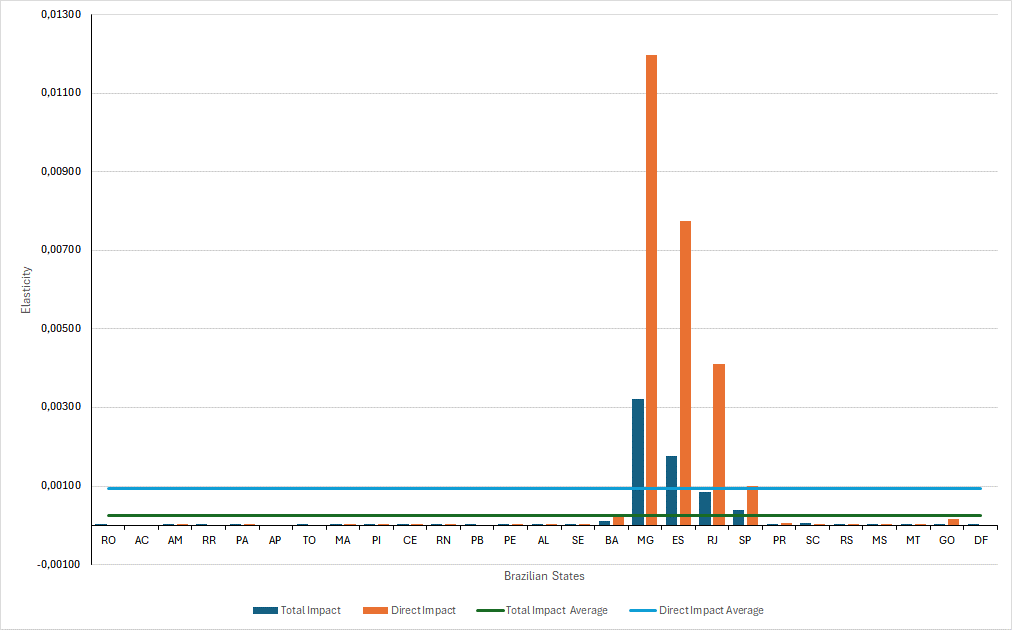 0,01300
0,01100
0,00900
0,00700
0,00500
0,00300
0,00100
-0,00100
Elasticity
RO AC AM RR PA AP TO MA PI CE RN PB PE AL SE BA MG ES RJ SP PR SC RS MS MT GO DF
Brazilian States
Total Impact Direct Impact Total Impact Average Direct Impact Average